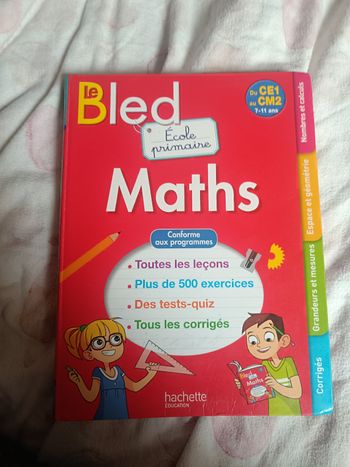 Le
Bled
École
primaire
Du CE1
au CM2
7-11 ans
Maths
Conforme
aux programmes
• Toutes les leçons
• Plus de 500 exercices
• Des tests-quiz
• Tous les corrigés
Nombres et calculs
Espace et géométrie
Grandeurs et mesures
Corrigés
Bled
Maths
hachette
ÉDUCATION